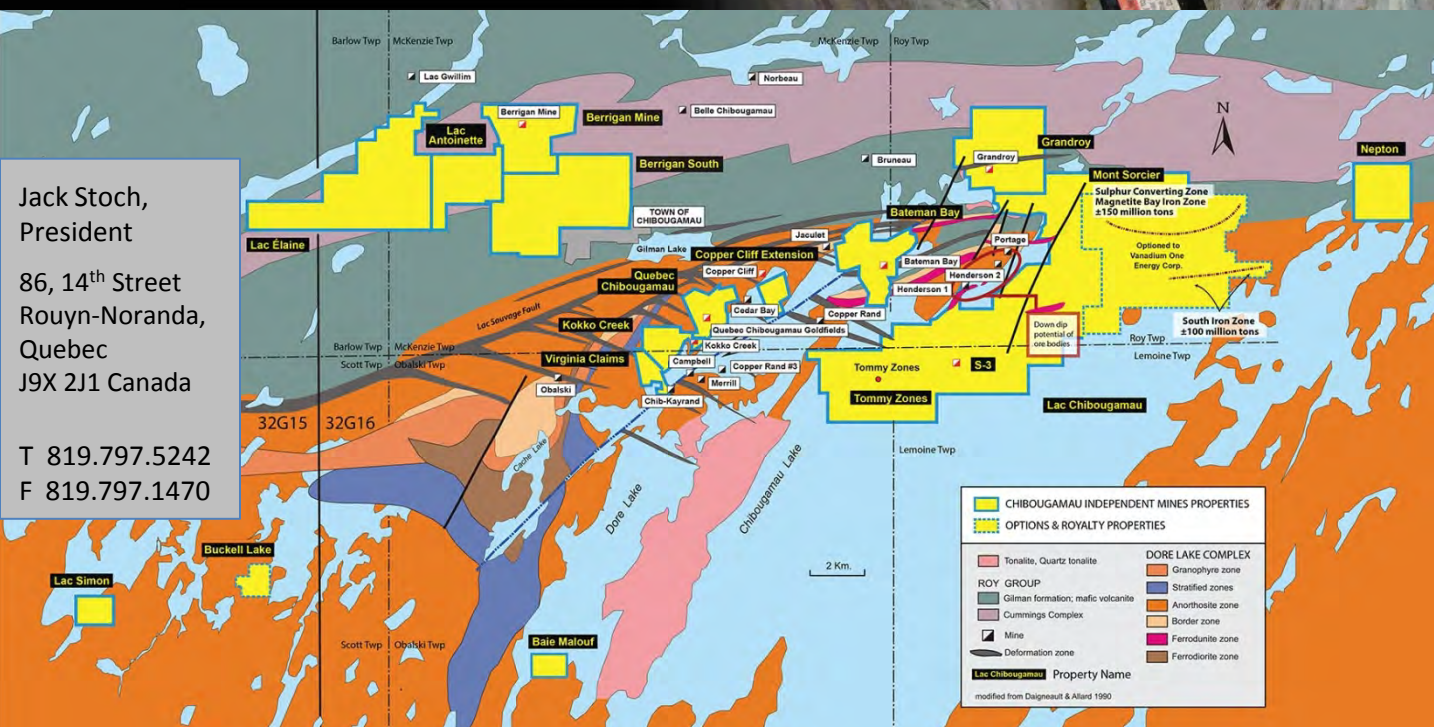 Jack Stoch,
President
86, 14th Street
Rouyn-Noranda,
Quebec
J9X 2J1 Canada
T 819.797.5242
F 819.797.1470
Barlow Twp
McKenzie Twp
McKenzie Twp
Roy Twp
Lac Gwillim
Norbeau
Berrigan Mine
Berrigan Mine
Belle Chibougamau
Lac
Antoinette
Berrigan South
Bruneau
Grandroy
Grandroy
N
Nepton
Mont Sorcier
Sulphur Converting Zone
Magnetite Bay Iron Zone
±150 million tons
Optioned to
Vanadium One
Energy Corp.
South Iron Zone
±100 million tons
TOWN OF
CHIBOUGAMAU
Lac Élaine
Gilman Lake
Bateman Bay
Jaculet
Portage
Copper Cliff Extension
Copper Cliff
Bateman Bay
Henderson 2
Henderson 1
Quebec
Chibougamau
Cedar Bay
Copper Rand
Lac Sauvage Fault
Kokko Creek
Quebec Chibougamau Goldfields
Kokko Creek
Down dip
potential of
ore bodies
Barlow Twp
McKenzie Twp
Scott Twp
Obalski Twp
Roy Twp
Lemoine Twp
Virginia Claims
Campbell
Copper Rand #3
Merrill
Obalski
Chib-Kayrand
Tommy Zones
S-3
Tommy Zones
Lac Chibougamau
32G15
32G16
Cache Lake
Dore Lake
Chibougamau Lake
Lemoine Twp
Buckell Lake
Lac Simon
Scott Twp
Obalski Twp
Baie Malouf
2 Km.
CHIBOUGAMAU INDEPENDENT MINES PROPERTIES
OPTIONS & ROYALTY PROPERTIES
Tonalite, Quartz tonalite
ROY GROUP
Gilman formation; mafic volcanite
Cummings Complex
Mine
Deformation zone
Lac Chibougamau Property Name
modified from Daigneault & Allard 1990
DORE LAKE COMPLEX
Granophyre zone
Stratified zones
Anorthosite zone
Border zone
Ferrodunite zone
Ferrodiorite zone